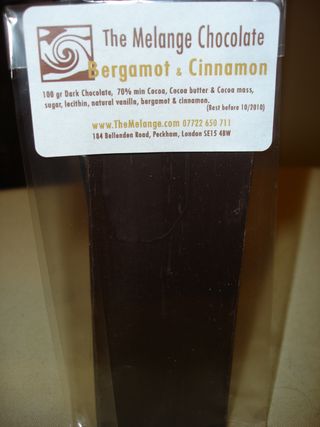 The Melange Chocolate
Bergamot & Cinnamon
100 gr Dark Chocolate, 70% min Cocoa, Cocoa butter & Cocoa mass,
sugar, lecithin, natural vanilla, bergamot & cinnamon.
(Best before 10/2010)
www.TheMelange.com 07722 650 711
184 Bellenden Road, Peckham, London SE15 4BW